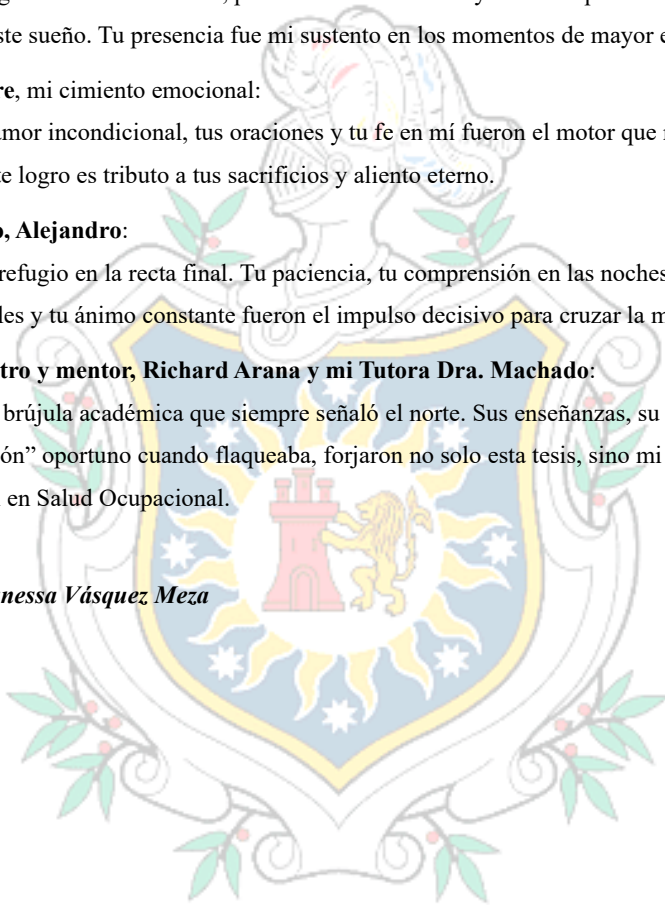 este sueño. Tu presencia fue mi sustento en los momentos de mayor
re, mi cimiento emocional:
amor incondicional, tus oraciones y tu fe en mí fueron el motor que
te logro es tributo a tus sacrificios y aliento eterno.
o, Alejandro:
refugio en la recta final. Tu paciencia, tu comprensión en las noches
les y tu ánimo constante fueron el impulso decisivo para cruzar la m
tro y mentor, Richard Arana y mi Tutora Dra. Machado:
brújula académica que siempre señaló el norte. Sus enseñanzas, su
ón” oportuno cuando flaqueaba, forjaron no solo esta tesis, sino mi
en Salud Ocupacional.
nessa Vásquez Meza